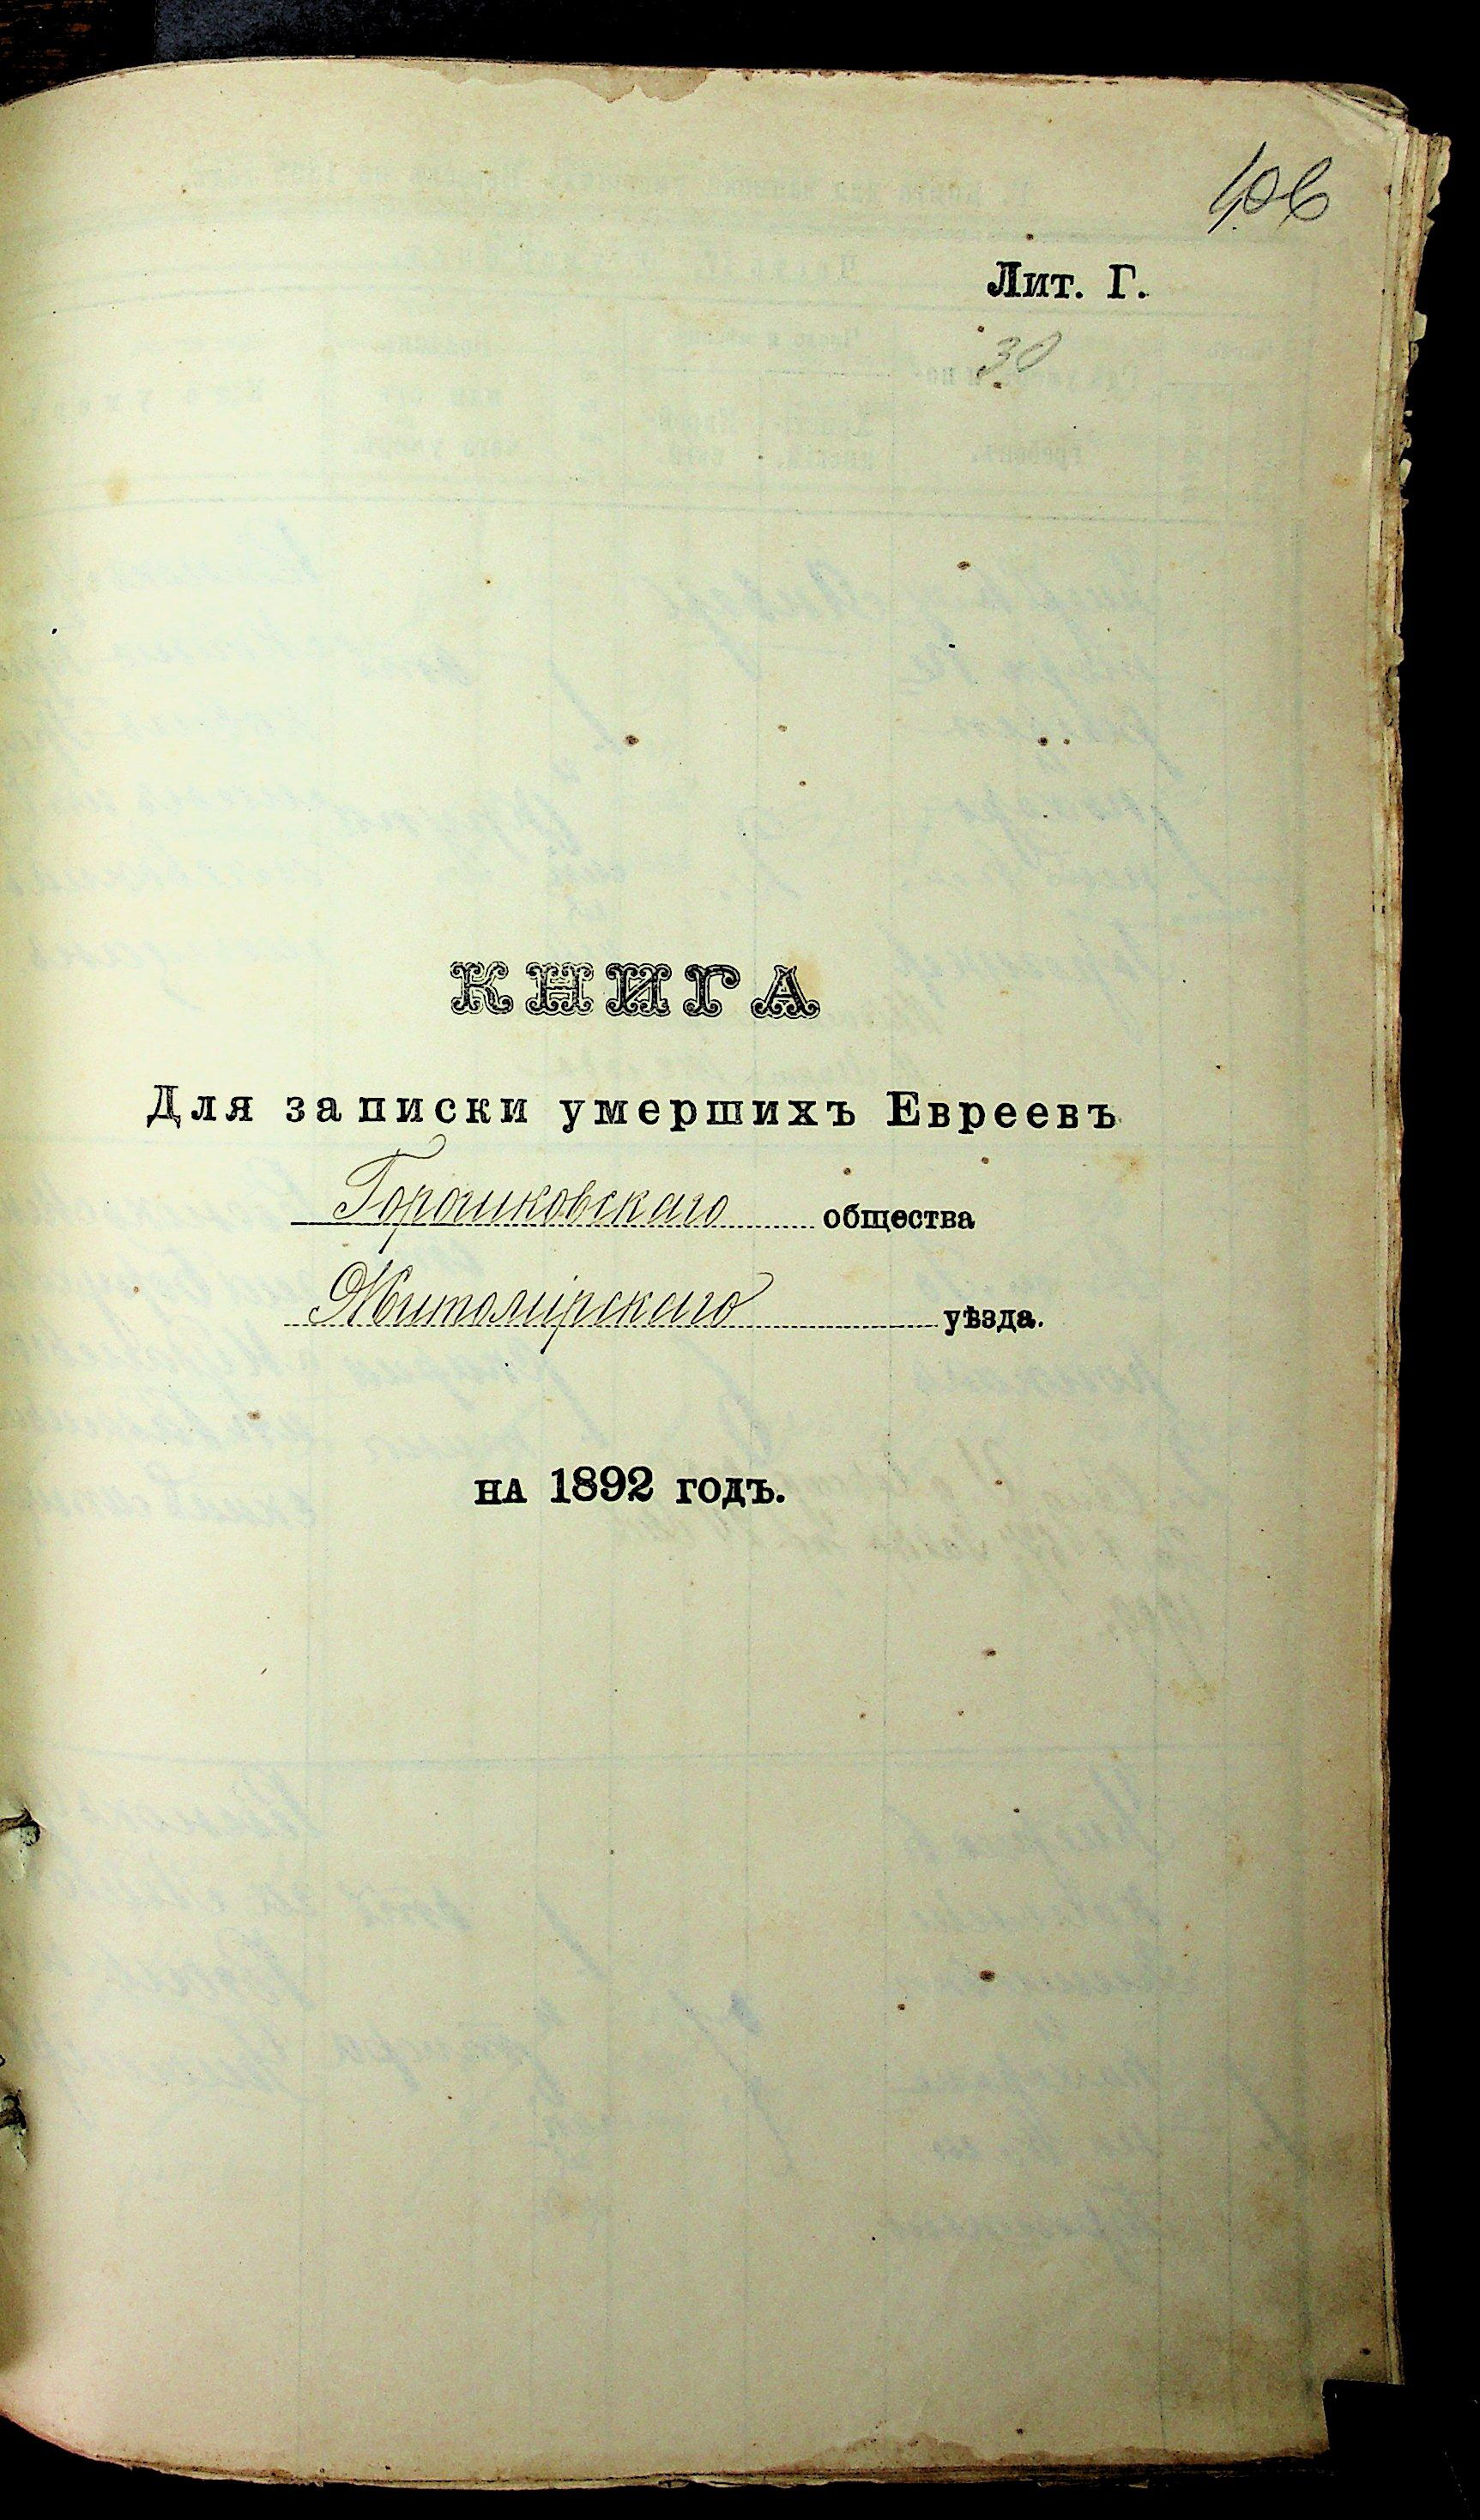 406
Лит. Г.
30
КНИГА
Для записки умершихъ Евреевъ
Горошковскаго общества
Житомірскаго уѣзда.
на 1892 годъ.